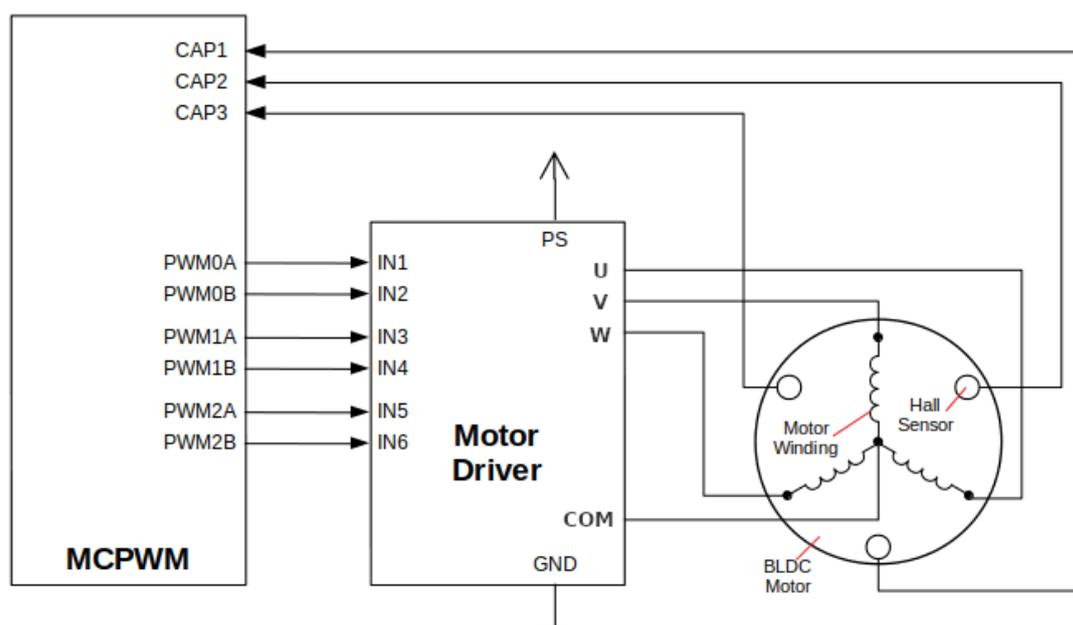 CAP1
CAP2
CAP3
PWM0A
PWM0B
PWM1A
PWM1B
PWM2A
PWM2B
MCPWM
PS
IN1
IN2
IN3
IN4
IN5
IN6
U
V
W
Motor
Driver
COM
GND
Motor
Winding
Hall
Sensor
BLDC
Motor